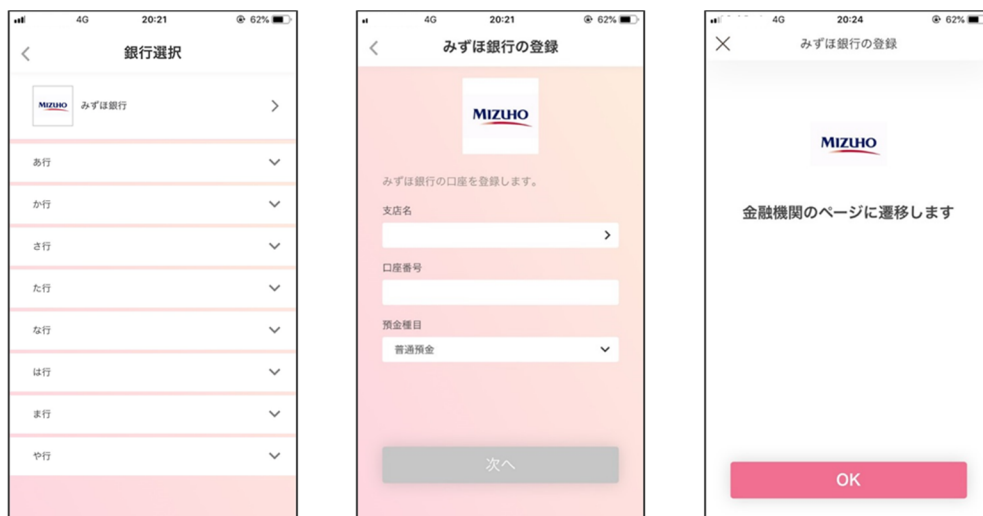 4G 20:21 62%
銀行選択
MIZUHO みずほ銀行
あ行
か行
さ行
た行
な行
は行
ま行
や行
4G 20:21 62%
みずほ銀行の登録
MIZUHO
みずほ銀行の口座を登録します。
支店名
口座番号
預金種目
普通預金
次へ
4G 20:24 62%
みずほ銀行の登録
MIZUHO
金融機関のページに遷移します
OK